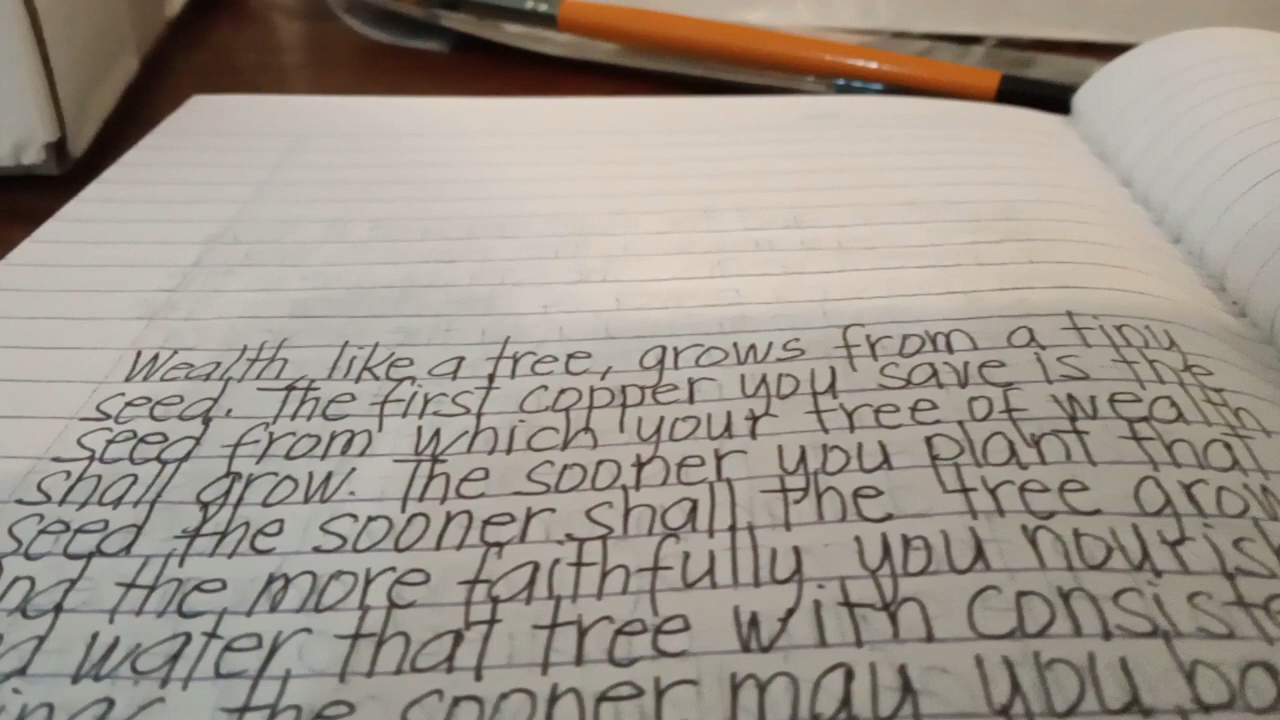 Wealth, like a tree, grows from a tiny
seed. The first copper you save is the
seed from which your tree of wealth
shall grow. The sooner you plant that
seed the sooner shall the tree grow
the more faithfully you nourish
water that tree with
the sooner may you